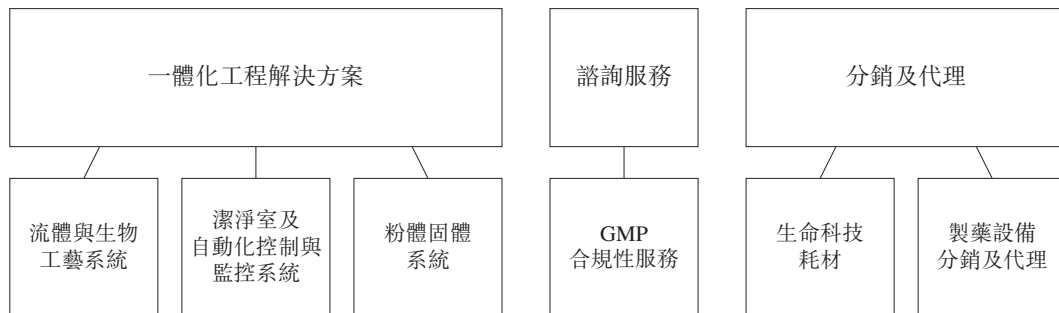 一體化工程解決方案
諮詢服務
分銷及代理
流體與生物
工藝系統
潔淨室及
自動化控制與
監控系統
粉體固體
系統
GMP
合規性服務
生命科技
耗材
製藥設備
分銷及代理